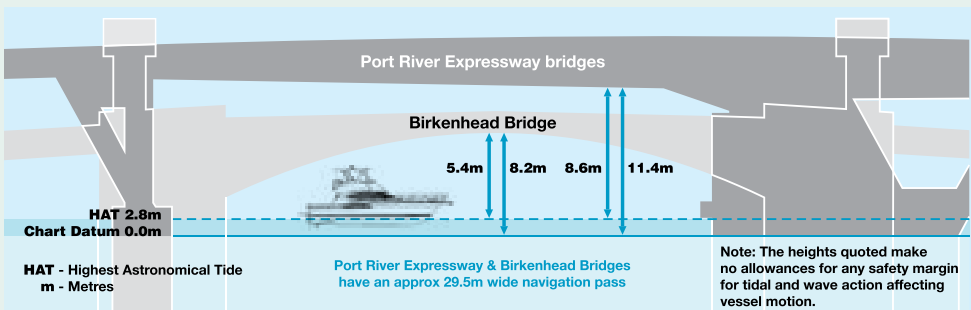 Port River Expressway bridges
Birkenhead Bridge
5.4m 8.2m 8.6m 11.4m
HAT 2.8m
Chart Datum 0.0m
HAT - Highest Astronomical Tide
m - Metres
Port River Expressway & Birkenhead Bridges
have an approx 29.5m wide navigation pass
Note: The heights quoted make
no allowances for any safety margin
for tidal and wave action affecting
vessel motion.